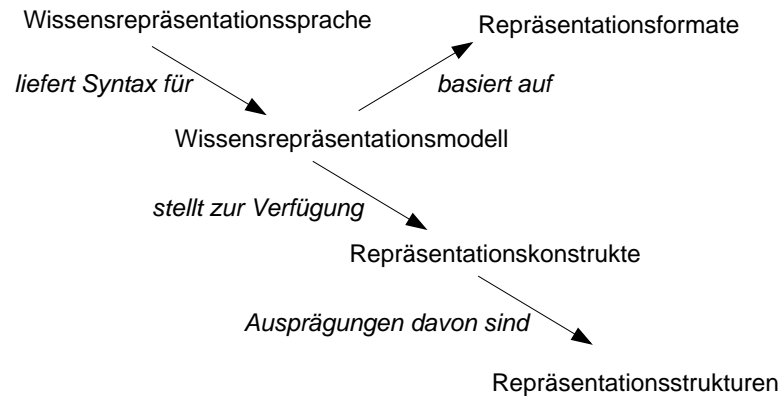 Wissensrepräsentationssprache
Repräsentationsformate
liefert Syntax für
basiert auf
Wissensrepräsentationsmodell
stellt zur Verfügung
Repräsentationskonstrukte
Ausprägungen davon sind
Repräsentationsstrukturen